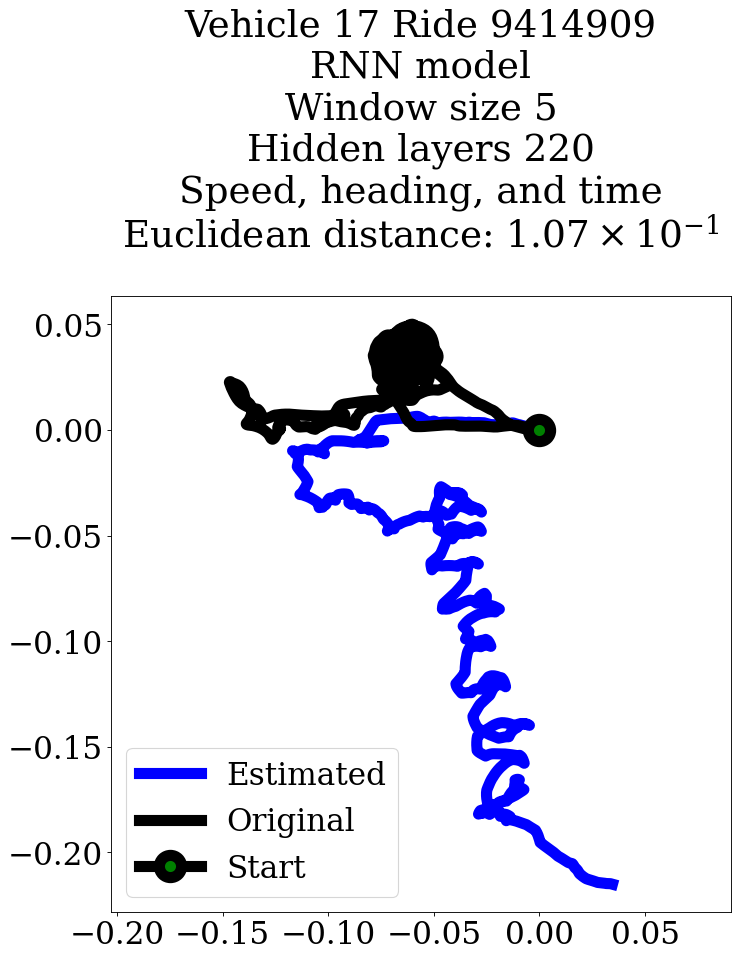 Vehicle 17 Ride 9414909
RNN model
Window size 5
Hidden layers 220
Speed, heading, and time
Euclidean distance: 1.07 × 10⁻¹
0.05
0.00
−0.05
−0.10
−0.15
−0.20
Estimated
Original
Start
−0.20 −0.15 −0.10 −0.05 0.00 0.05